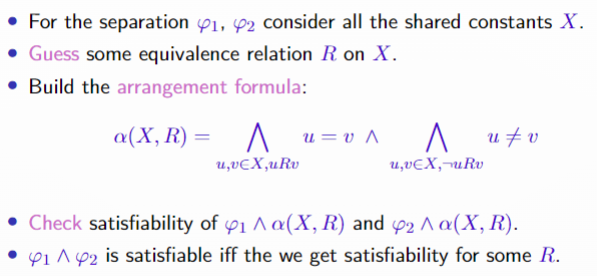 • For the separation φ₁, φ₂ consider all the shared constants X.
• Guess some equivalence relation R on X.
• Build the arrangement formula:
α(X, R) = ⋀ u = v ∧ ⋀ u ≠ v
u,v∈X,uRv u,v∈X,¬uRv
• Check satisfiability of φ₁ ∧ α(X, R) and φ₂ ∧ α(X, R).
• φ₁ ∧ φ₂ is satisfiable iff the we get satisfiability for some R.